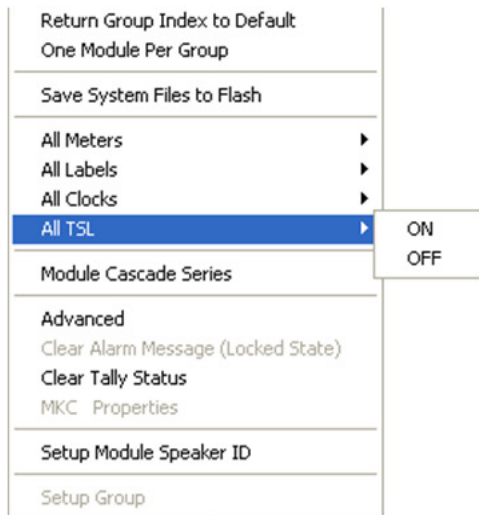 Return Group Index to Default
One Module Per Group
Save System Files to Flash
All Meters
All Labels
All Clocks
All TSL
ON
OFF
Module Cascade Series
Advanced
Clear Alarm Message (Locked State)
Clear Tally Status
MKC Properties
Setup Module Speaker ID
Setup Group